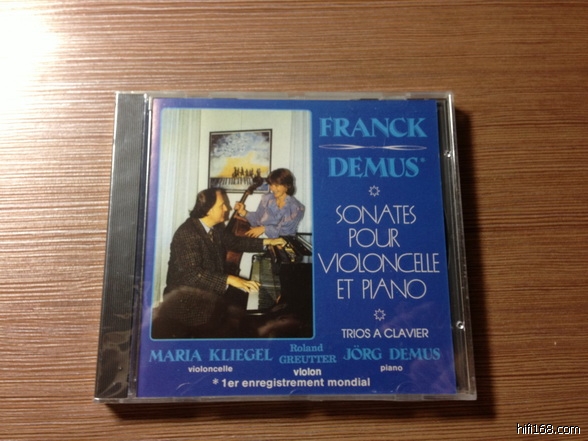 FRANCK
DEMUS*
SONATES
POUR
VIOLONCELLE
ET PIANO
TRIOS A CLAVIER
MARIA KLIEGEL
violoncelle
Roland
GREUTTER
violon
JÖRG DEMUS
piano
* 1er enregistrement mondial
hifi168.com